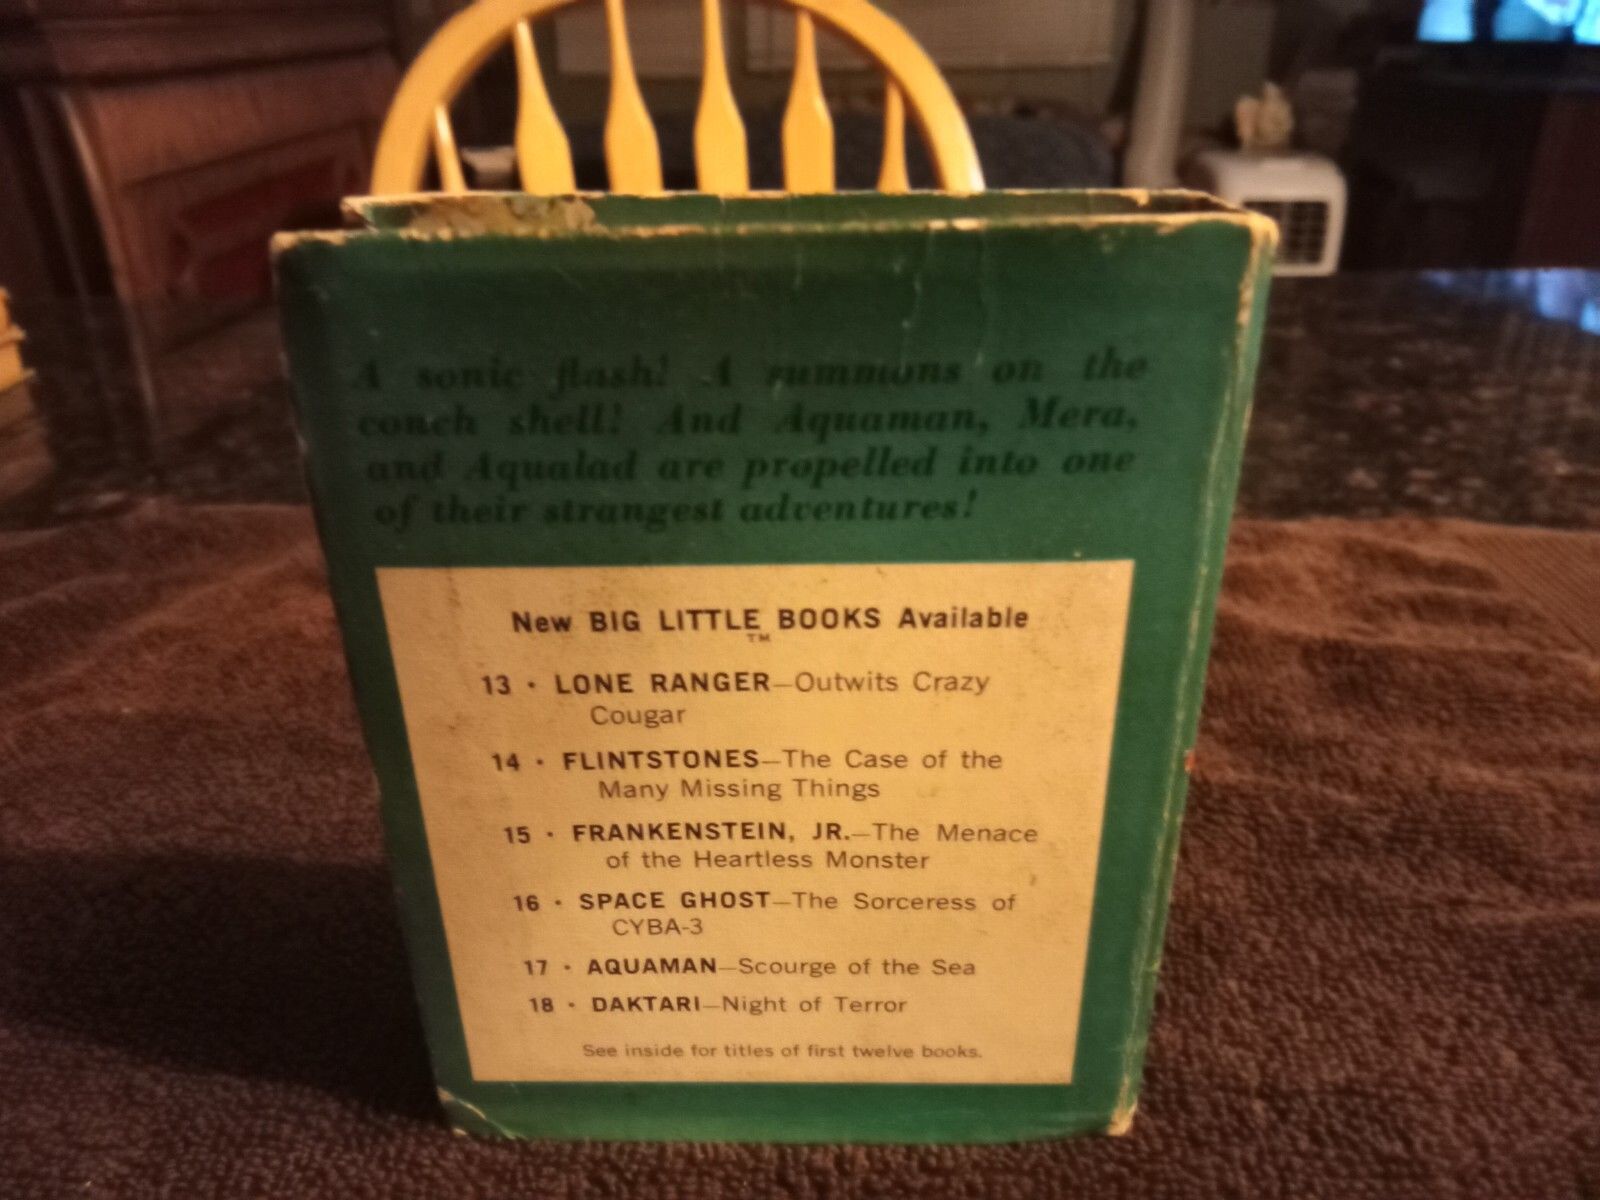 A sonic flash! A summons on the
conch shell! And Aquaman, Mera,
and Aqualad are propelled into one
of their strangest adventures!
New BIG LITTLE BOOKS Available
TM
13 • LONE RANGER—Outwits Crazy
Cougar
14 • FLINTSTONES—The Case of the
Many Missing Things
15 • FRANKENSTEIN, JR.—The Menace
of the Heartless Monster
16 • SPACE GHOST—The Sorceress of
CYBA-3
17 • AQUAMAN—Scourge of the Sea
18 • DAKTARI—Night of Terror
See inside for titles of first twelve books.